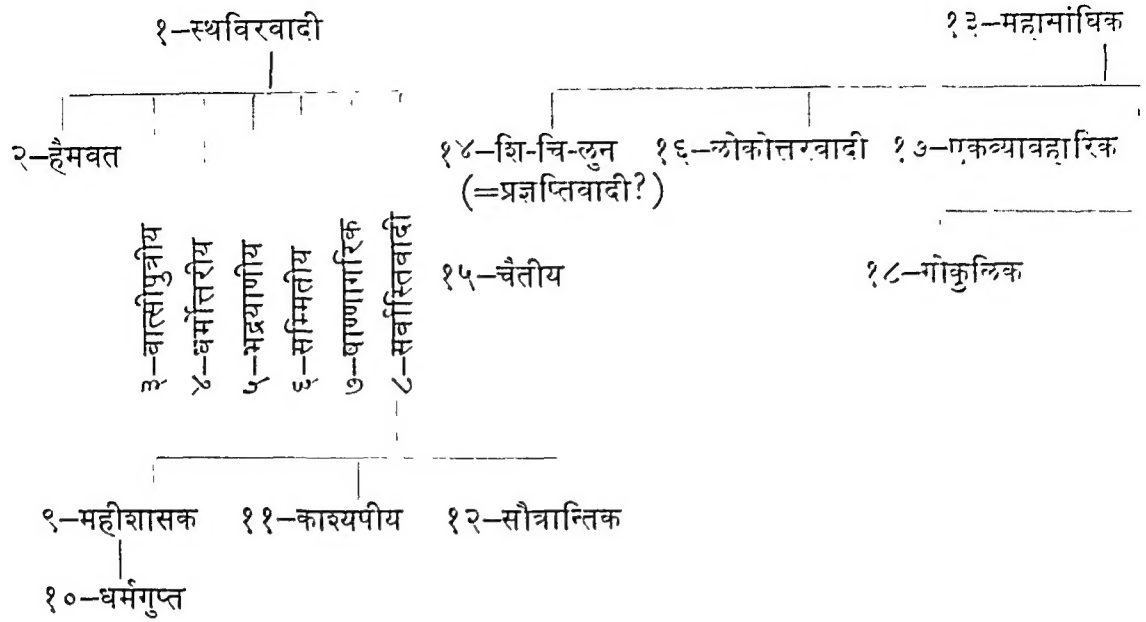 १–स्थविरवादी
१३–महासांघिक
२–हैमवत
१४–शि-चि-लुन
(=प्रज्ञप्तिवादी?)
१६–लोकोत्तरवादी
१७–एकव्यावहारिक
३–वात्सीपुत्रीय
४–धर्मोत्तरीय
५–भद्रयाणीय
६–सम्मितीय
७–षाण्णागरिक
८–सर्वास्तिवादी
१५–चैतीय
१८–गोकुलिक
९–महीशासक
११–काश्यपीय
१२–सौत्रान्तिक
१०–धर्मगुप्त